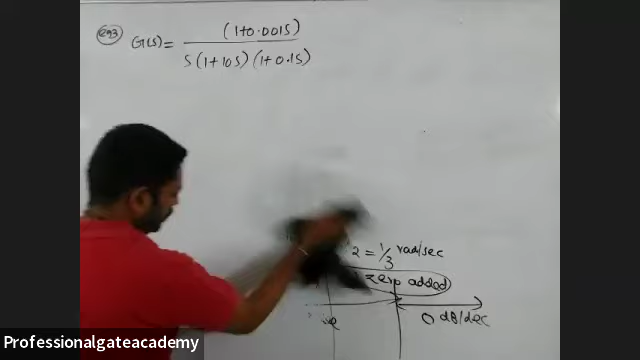 293
G(s) = (1+0.001s)
s(1+10s)(1+0.1s)
2 = 1/3 rad/sec
zero added
0 dB/dec
Professionalgateacademy